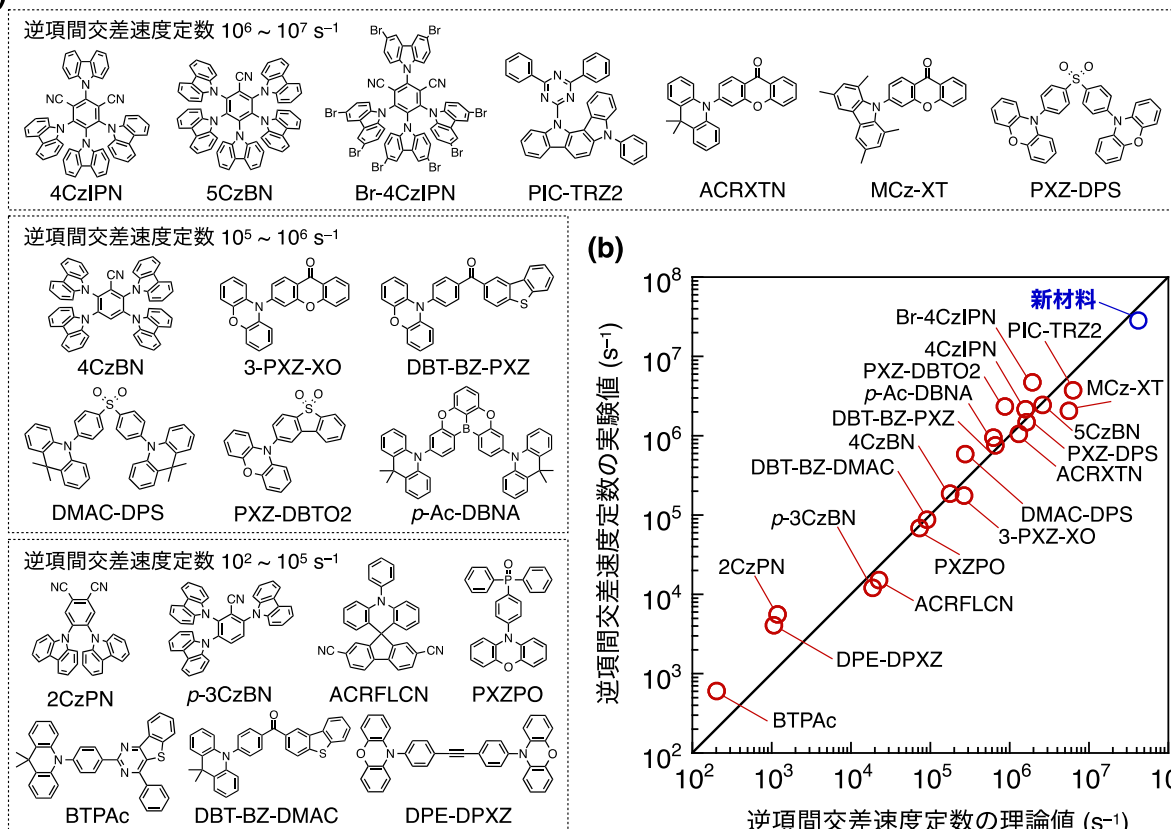 )
逆項間交差速度定数 10⁶ ~ 10⁷ s⁻¹
4CzIPN
5CzBN
Br-4CzIPN
PIC-TRZ2
ACRXTN
MCz-XT
PXZ-DPS
逆項間交差速度定数 10⁵ ~ 10⁶ s⁻¹
4CzBN
3-PXZ-XO
DBT-BZ-PXZ
DMAC-DPS
PXZ-DBTO2
p-Ac-DBNA
逆項間交差速度定数 10² ~ 10⁵ s⁻¹
2CzPN
p-3CzBN
ACRFLCN
PXZPO
BTPAc
DBT-BZ-DMAC
DPE-DPXZ
(b)
逆項間交差速度定数の実験値 (s⁻¹)
10⁸
10⁷
10⁶
10⁵
10⁴
10³
10²
新材料
Br-4CzIPN
PIC-TRZ2
4CzIPN
PXZ-DBTO2
MCz-XT
p-Ac-DBNA
DBT-BZ-PXZ
5CzBN
4CzBN
PXZ-DPS
DBT-BZ-DMAC
ACRXTN
p-3CzBN
DMAC-DPS
3-PXZ-XO
2CzPN
PXZPO
ACRFLCN
DPE-DPXZ
BTPAc
10² 10³ 10⁴ 10⁵ 10⁶ 10⁷ 10
逆項間交差速度定数の理論値 (s⁻¹)